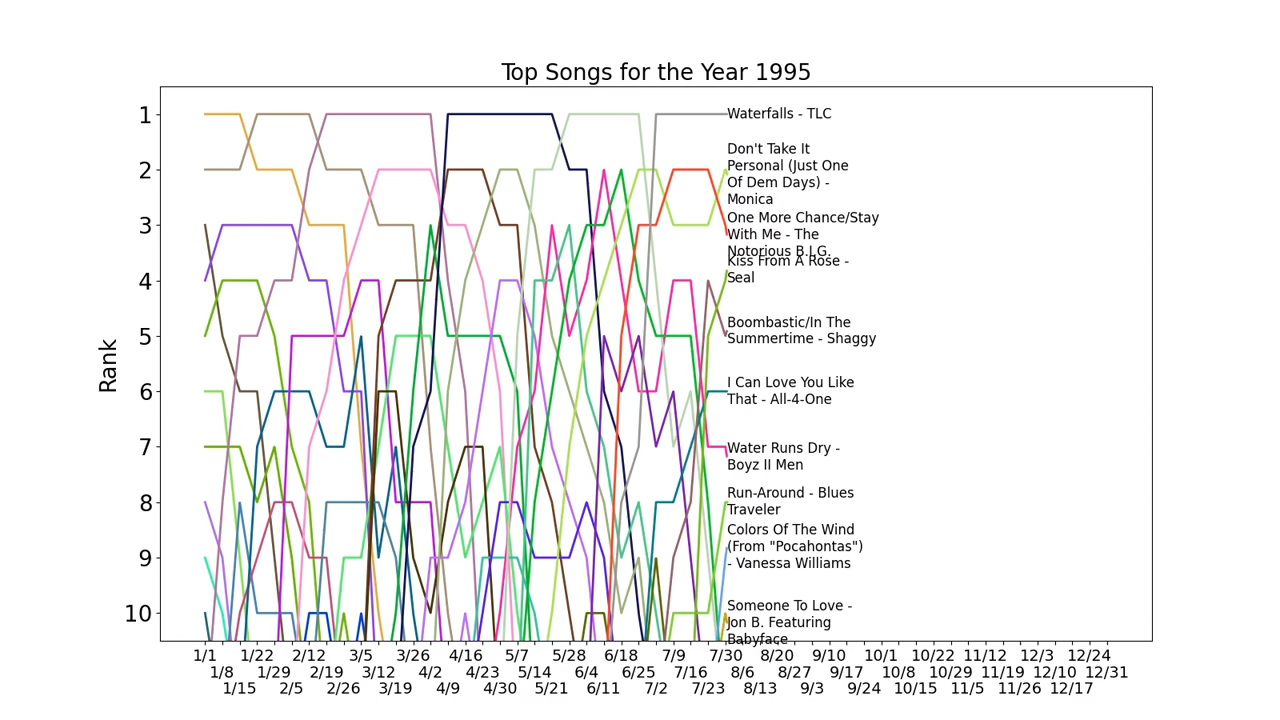 Top Songs for the Year 1995
Rank
1
2
3
4
5
6
7
8
9
10
Waterfalls - TLC
Don't Take It
Personal (Just One
Of Dem Days) -
Monica
One More Chance/Stay
With Me - The
Notorious B.I.G.
Kiss From A Rose -
Seal
Boombastic/In The
Summertime - Shaggy
I Can Love You Like
That - All-4-One
Water Runs Dry -
Boyz II Men
Run-Around - Blues
Traveler
Colors Of The Wind
(From "Pocahontas")
- Vanessa Williams
Someone To Love -
Jon B. Featuring
Babyface
1/1 1/22 2/12 3/5 3/26 4/16 5/7 5/28 6/18 7/9 7/30 8/20 9/10 10/1 10/22 11/12 12/3 12/24
1/8 1/29 2/19 3/12 4/2 4/23 5/14 6/4 6/25 7/16 8/6 8/27 9/17 10/8 10/29 11/19 12/10 12/31
1/15 2/5 2/26 3/19 4/9 4/30 5/21 6/11 7/2 7/23 8/13 9/3 9/24 10/15 11/5 11/26 12/17